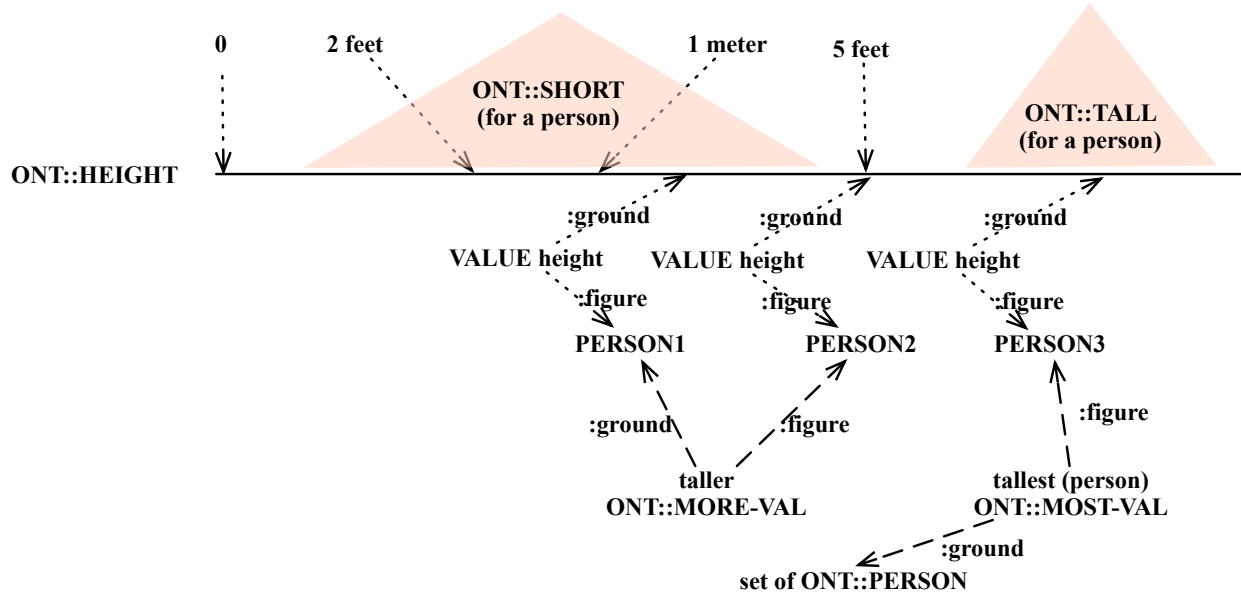 0
2 feet
1 meter
5 feet
ONT::SHORT
(for a person)
ONT::TALL
(for a person)
ONT::HEIGHT
:ground
:ground
:ground
VALUE height
VALUE height
VALUE height
:figure
:figure
:figure
PERSON1
PERSON2
PERSON3
:ground
:figure
:figure
taller
ONT::MORE-VAL
tallest (person)
ONT::MOST-VAL
:ground
set of ONT::PERSON